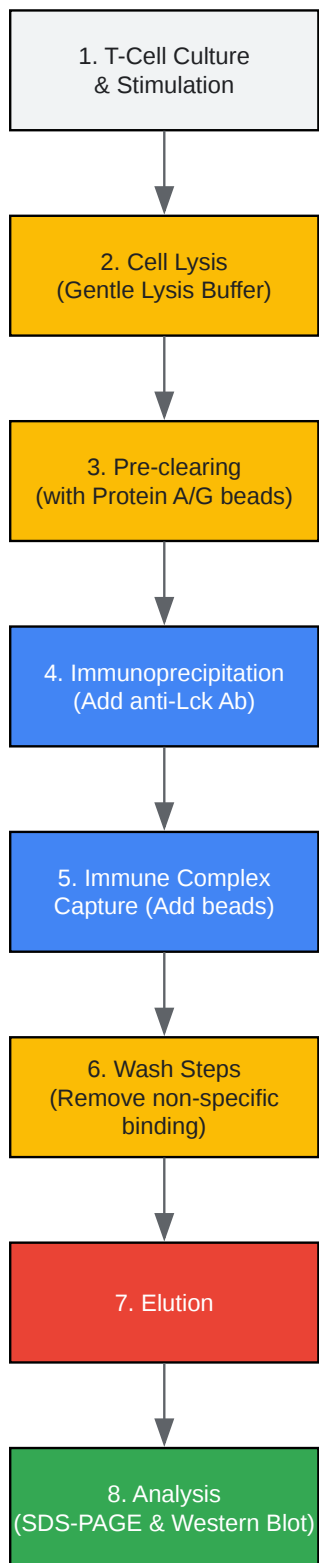 1. T-Cell Culture
& Stimulation
2. Cell Lysis
(Gentle Lysis Buffer)
3. Pre-clearing
(with Protein A/G beads)
4. Immunoprecipitation
(Add anti-Lck Ab)
5. Immune Complex
Capture (Add beads)
6. Wash Steps
(Remove non-specific
binding)
7. Elution
8. Analysis
(SDS-PAGE & Western Blot)